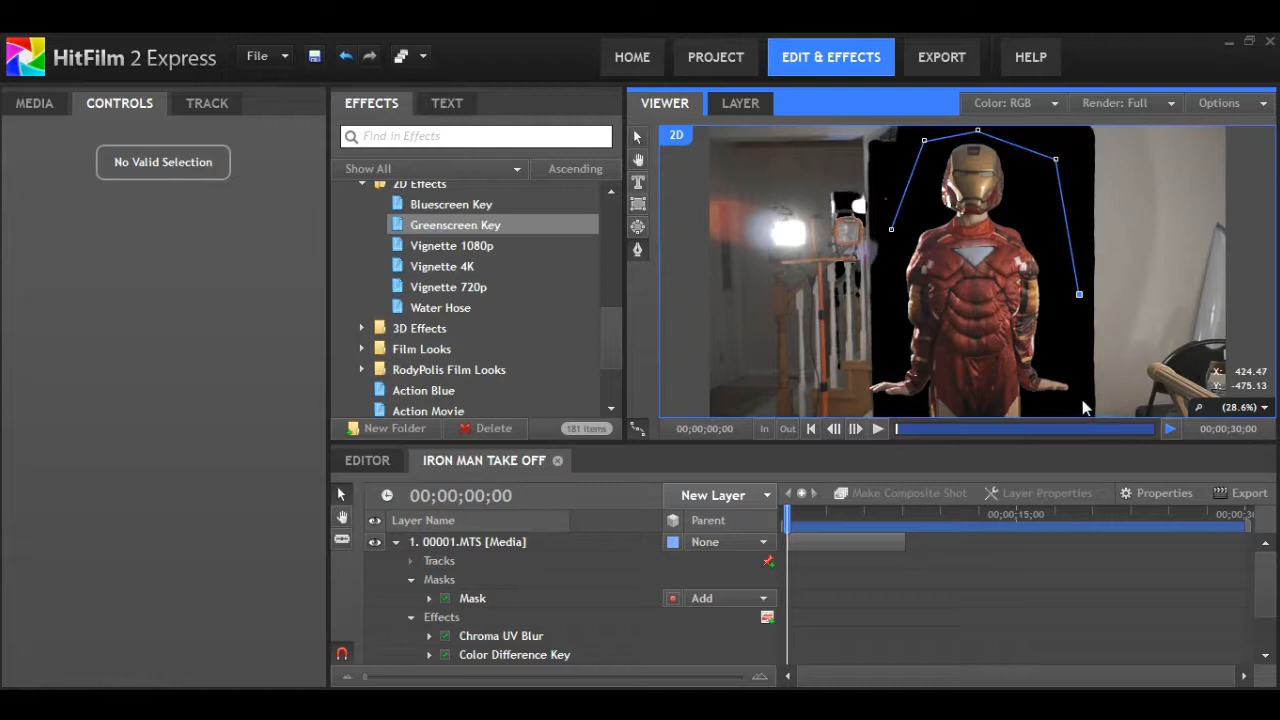 HitFilm 2 Express
File
HOME
PROJECT
EDIT & EFFECTS
EXPORT
HELP
MEDIA
CONTROLS
TRACK
No Valid Selection
EFFECTS
TEXT
Find in Effects
Show All
Ascending
2D Effects
Bluescreen Key
Greenscreen Key
Vignette 1080p
Vignette 4K
Vignette 720p
Water Hose
3D Effects
Film Looks
RodyPolis Film Looks
Action Blue
Action Movie
New Folder
Delete
181 items
VIEWER
LAYER
Color: RGB
Render: Full
Options
2D
X: 424.47
Y: -475.13
(28.6%)
00;00;00;00
In
Out
00;00;30;00
EDITOR
IRON MAN TAKE OFF
00;00;00;00
New Layer
Make Composite Shot
Layer Properties
Properties
Export
Layer Name
Parent
00;00;15;00
00;00;30
1. 00001.MTS [Media]
None
Tracks
Masks
Mask
Add
Effects
Chroma UV Blur
Color Difference Key